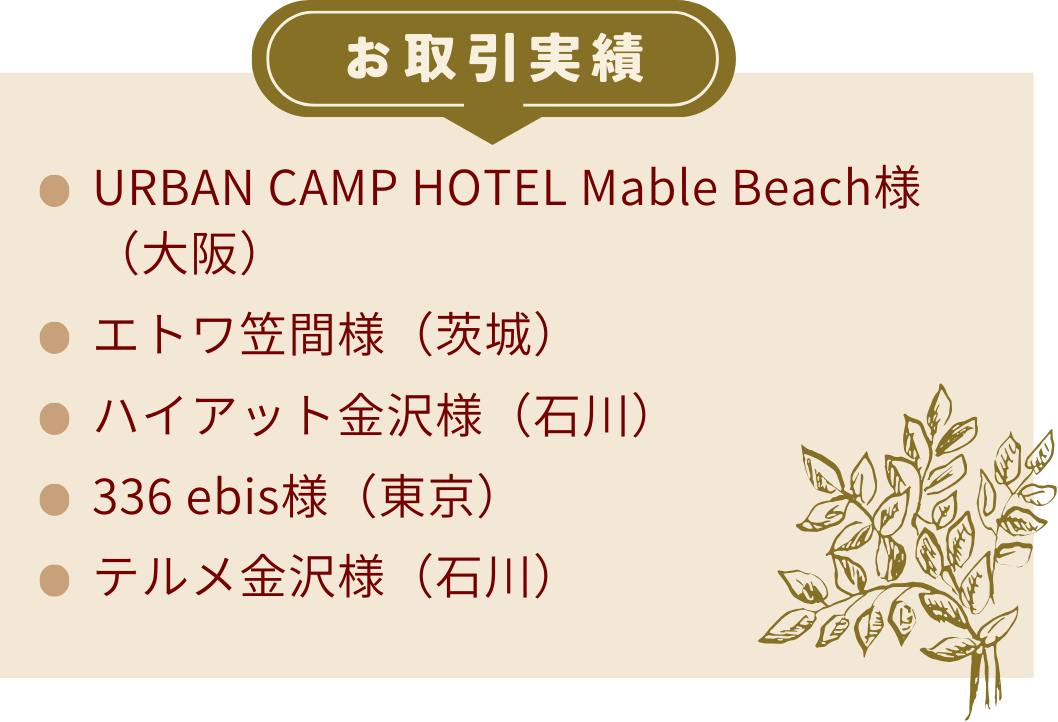 お取引実績
URBAN CAMP HOTEL Mable Beach様
（大阪）
エトワ笠間様（茨城）
ハイアット金沢様（石川）
336 ebis様（東京）
テルメ金沢様（石川）